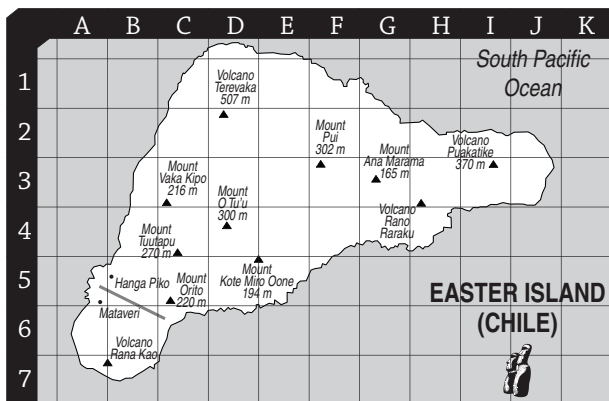 A B C D E F G H I J K
1
2
3
4
5
6
7
South Pacific
Ocean
Volcano
Terevaka
507 m
Mount
Pui
302 m
Mount
Ana Marama
165 m
Volcano
Puakatike
370 m
Mount
Vaka Kipo
216 m
Mount
O Tu'u
300 m
Volcano
Rano
Raraku
Mount
Tuutapu
270 m
Hanga Piko
Mount
Orito
220 m
Mount
Kote Miro Oone
194 m
Mataveri
Volcano
Rana Kao
EASTER ISLAND
(CHILE)